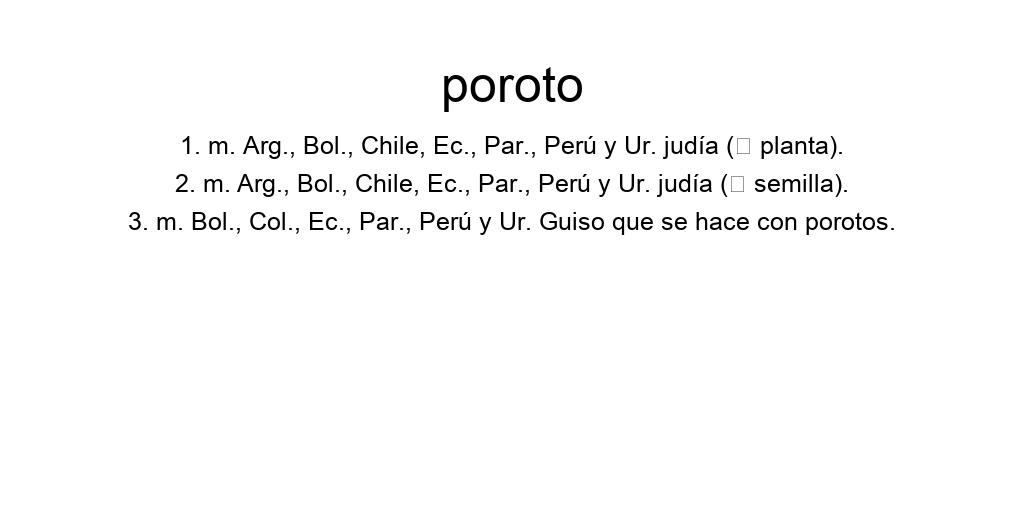 poroto
1. m. Arg., Bol., Chile, Ec., Par., Perú y Ur. judía (□ planta).
2. m. Arg., Bol., Chile, Ec., Par., Perú y Ur. judía (□ semilla).
3. m. Bol., Col., Ec., Par., Perú y Ur. Guiso que se hace con porotos.